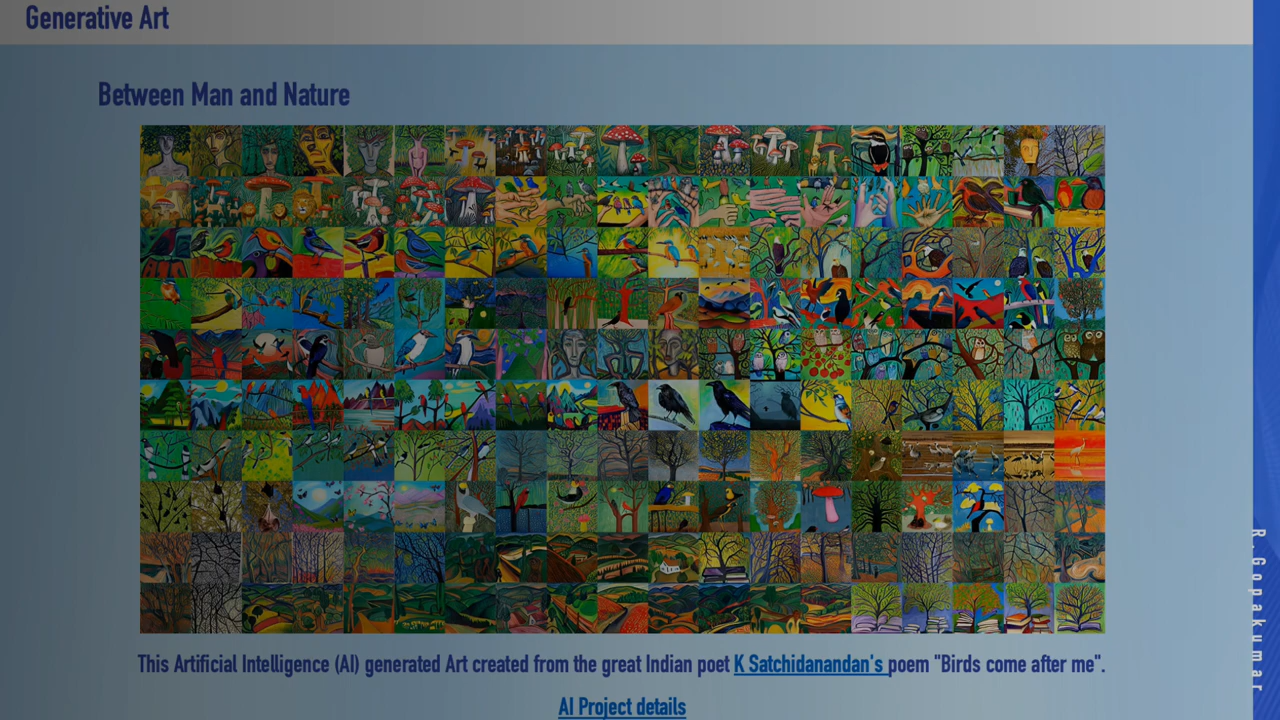 Generative Art
Between Man and Nature
This Artificial Intelligence (AI) generated Art created from the great Indian poet K Satchidanandan's poem "Birds come after me".
AI Project details
R.Gopakumar